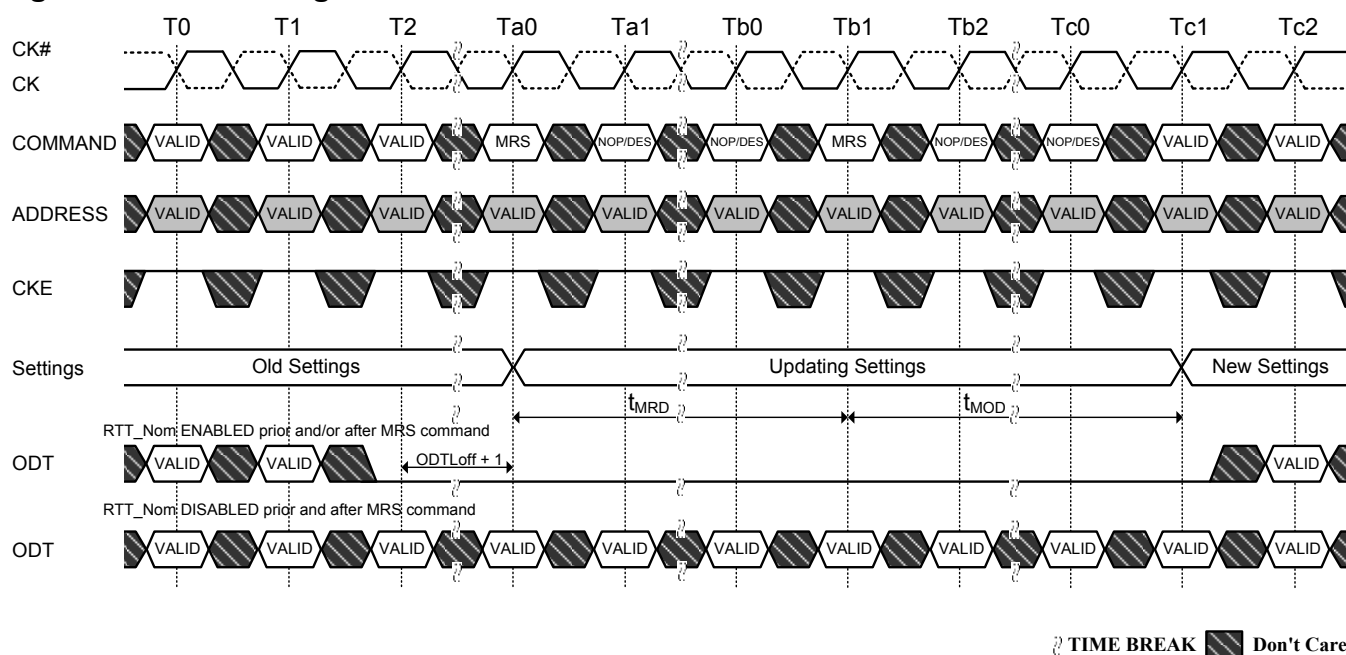 T0 T1 T2 Ta0 Ta1 Tb0 Tb1 Tb2 Tc0 Tc1 Tc2
CK#
CK
COMMAND VALID VALID VALID MRS NOP/DES NOP/DES MRS NOP/DES NOP/DES VALID VALID
ADDRESS VALID VALID VALID VALID VALID VALID VALID VALID VALID VALID VALID
CKE
Settings Old Settings Updating Settings New Settings
tMRD tMOD
RTT_Nom ENABLED prior and/or after MRS command
ODT VALID VALID ODTLoff + 1 VALID
RTT_Nom DISABLED prior and after MRS command
ODT VALID VALID VALID VALID VALID VALID VALID VALID VALID VALID VALID
TIME BREAK Don't Care